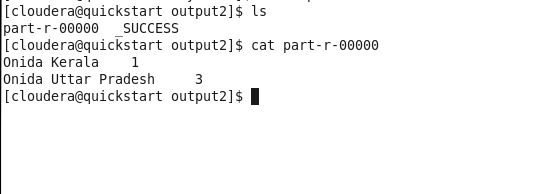 [cloudera@quickstart output2]$ ls
part-r-00000  _SUCCESS
[cloudera@quickstart output2]$ cat part-r-00000
Onida Kerala    1
Onida Uttar Pradesh     3
[cloudera@quickstart output2]$